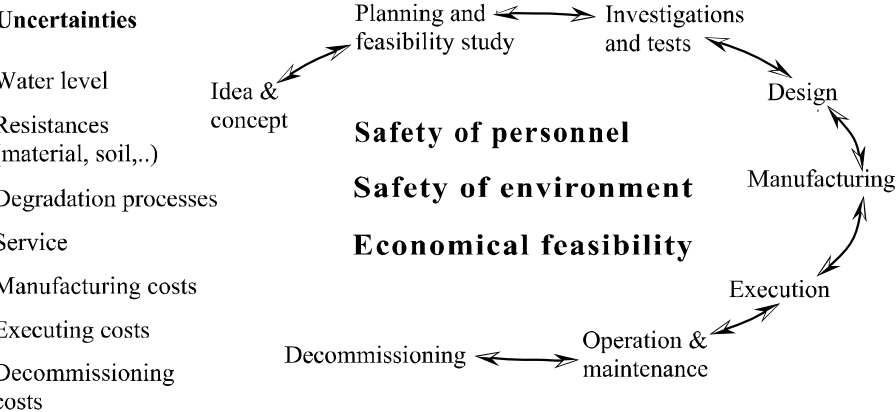 Uncertainties
Water level
Resistances
(material, soil,..)
Degradation processes
Service
Manufacturing costs
Executing costs
Decommissioning
costs
Idea &
concept
Planning and
feasibility study
Investigations
and tests
Design
Manufacturing
Execution
Operation &
maintenance
Decommissioning
Safety of personnel
Safety of environment
Economical feasibility